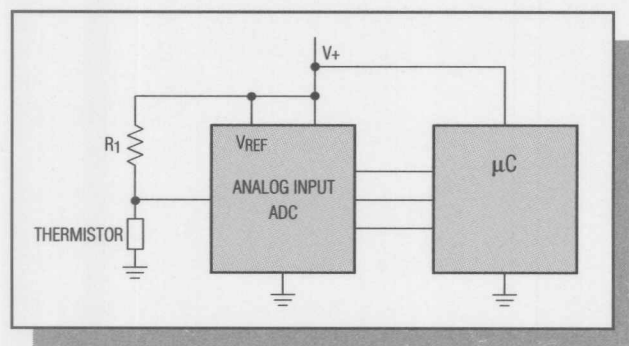 V+
R1
VREF
ANALOG INPUT
ADC
μC
THERMISTOR